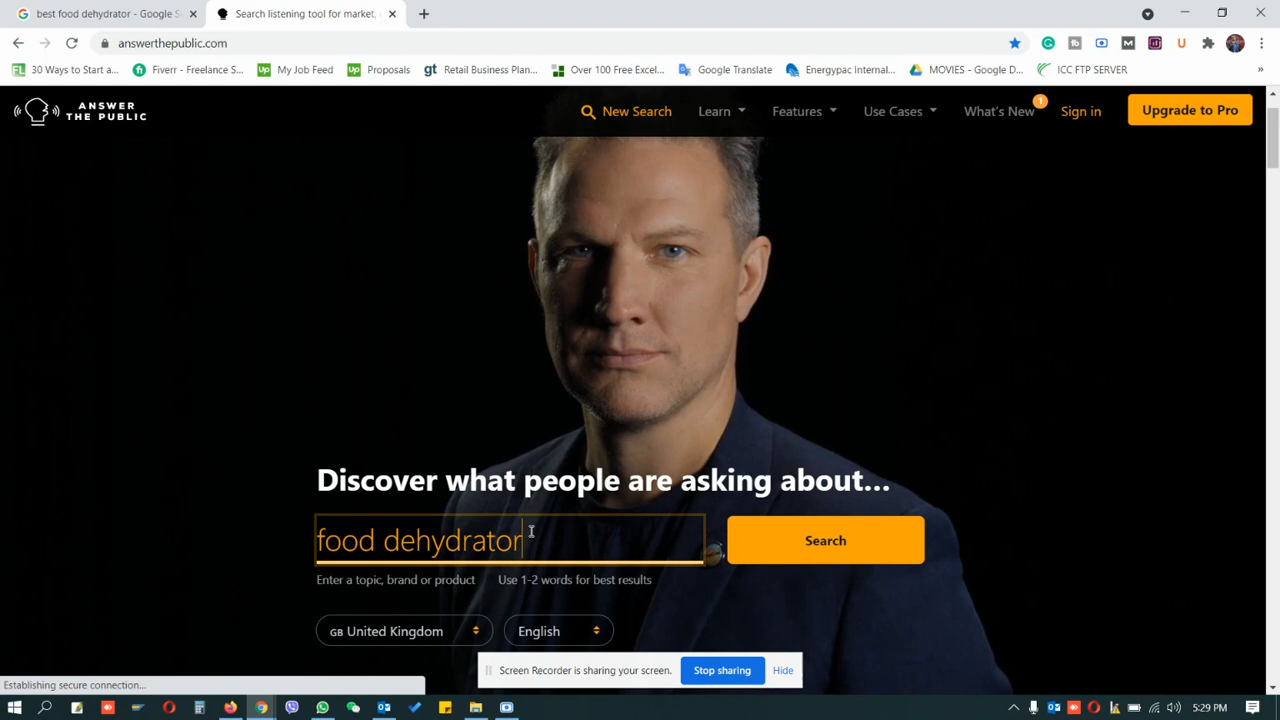 best food dehydrator - Google S
Search listening tool for market,
answerthepublic.com
30 Ways to Start a...
Fiverr - Freelance S...
My Job Feed
Proposals
Retail Business Plan...
Over 100 Free Excel...
Google Translate
Energypac Internal...
MOVIES - Google D...
ICC FTP SERVER
ANSWER
THE PUBLIC
New Search
Learn
Features
Use Cases
What's New
1
Sign in
Upgrade to Pro
Discover what people are asking about...
food dehydrator
Search
Enter a topic, brand or product
Use 1-2 words for best results
GB United Kingdom
English
Screen Recorder is sharing your screen.
Stop sharing
Hide
Establishing secure connection...
5:29 PM